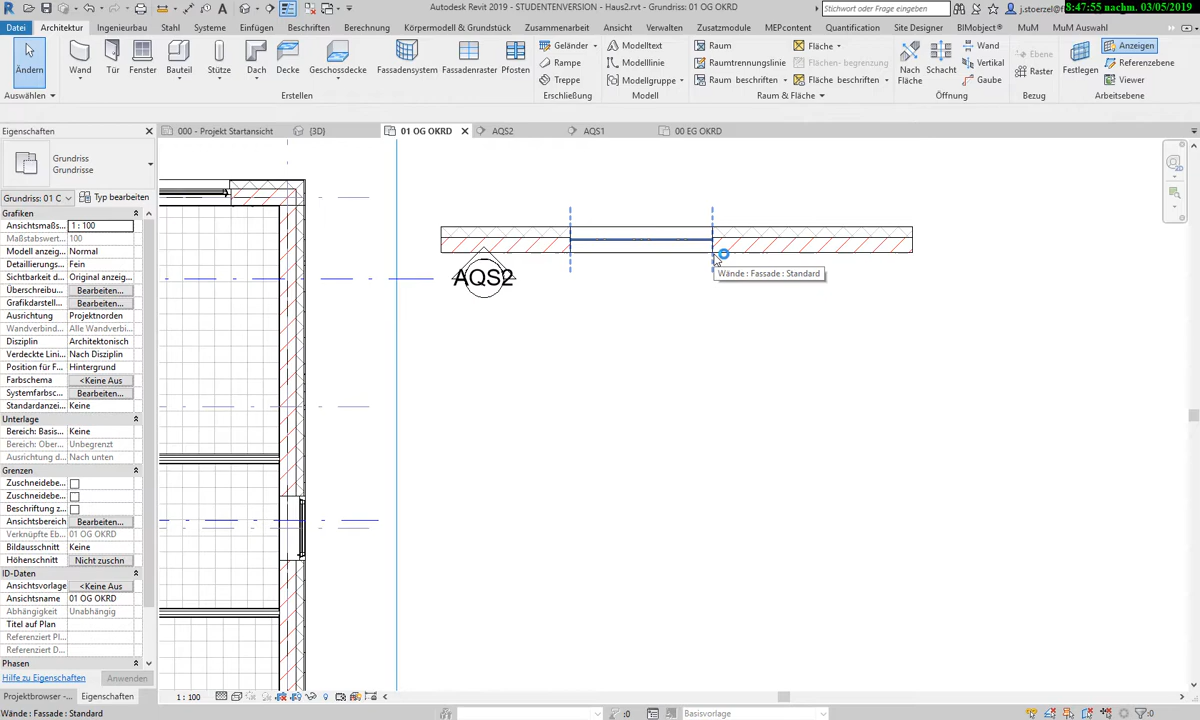 Autodesk Revit 2019 - STUDENTENVERSION - Haus2.rvt - Grundriss: 01 OG OKRD
Stichwort oder Frage eingeben
j.stoerzel@f
8:47:55 nachm. 03/05/2019
Datei
Architektur
Ingenieurbau
Stahl
Systeme
Einfügen
Beschriften
Berechnung
Körpermodell & Grundstück
Zusammenarbeit
Ansicht
Verwalten
Zusatzmodule
MEPcontent
Quantification
Site Designer
BIMobject®
MuM
MuM Auswahl
Ändern
Wand
Tür
Fenster
Bauteil
Stütze
Dach
Decke
Geschossdecke
Fassadensystem
Fassadenraster
Pfosten
Geländer
Rampe
Treppe
Modelltext
Modelllinie
Modellgruppe
Raum
Raumtrennungslinie
Raum beschriften
Fläche
Flächen- begrenzung
Fläche beschriften
Nach
Fläche
Schacht
Wand
Vertikal
Gaube
Ebene
Raster
Festlegen
Anzeigen
Referenzebene
Viewer
Auswählen
Erstellen
Erschließung
Modell
Raum & Fläche
Öffnung
Bezug
Arbeitsebene
Eigenschaften
000 - Projekt Startansicht
{3D}
01 OG OKRD
AQS2
AQS1
00 EG OKRD
Grundriss
Grundrisse
Grundriss: 01 C
Typ bearbeiten
Grafiken
Ansichtsmaß... 1 : 100
Maßstabswert... 100
Modell anzeig... Normal
Detaillierungs... Fein
Sichtbarkeit d... Original anzei...
Überschreibu... Bearbeiten...
Grafikdarstell... Bearbeiten...
Ausrichtung Projektnorden
Wandverbind... Alle Wandverbi...
Disziplin Architektonisch
Verdeckte Lini... Nach Disziplin
Position für F... Hintergrund
Farbschema <Keine Aus
Systemfarbsc... Bearbeiten...
Standardanzei... Keine
Unterlage
Bereich: Basis... Keine
Bereich: Ober... Unbegrenzt
Ausrichtung d... Nach unten
Grenzen
Zuschneidebe...
Zuschneidebe...
Beschriftung z...
Ansichtsbereich Bearbeiten...
Verknüpfte Eb... 01 OG OKRD
Bildausschnitt Keine
Höhenschnitt Nicht zuschn
ID-Daten
Ansichtsvorlage <Keine Aus
Ansichtsname 01 OG OKRD
Abhängigkeit Unabhängig
Titel auf Plan
Referenziert Pl...
Referenziert D...
Phasen
Hilfe zu Eigenschaften
Anwenden
Projektbrowser -...
Eigenschaften
AQS2
Wände : Fassade : Standard
1 : 100
Wände : Fassade : Standard
:0
Basisvorlage
:0